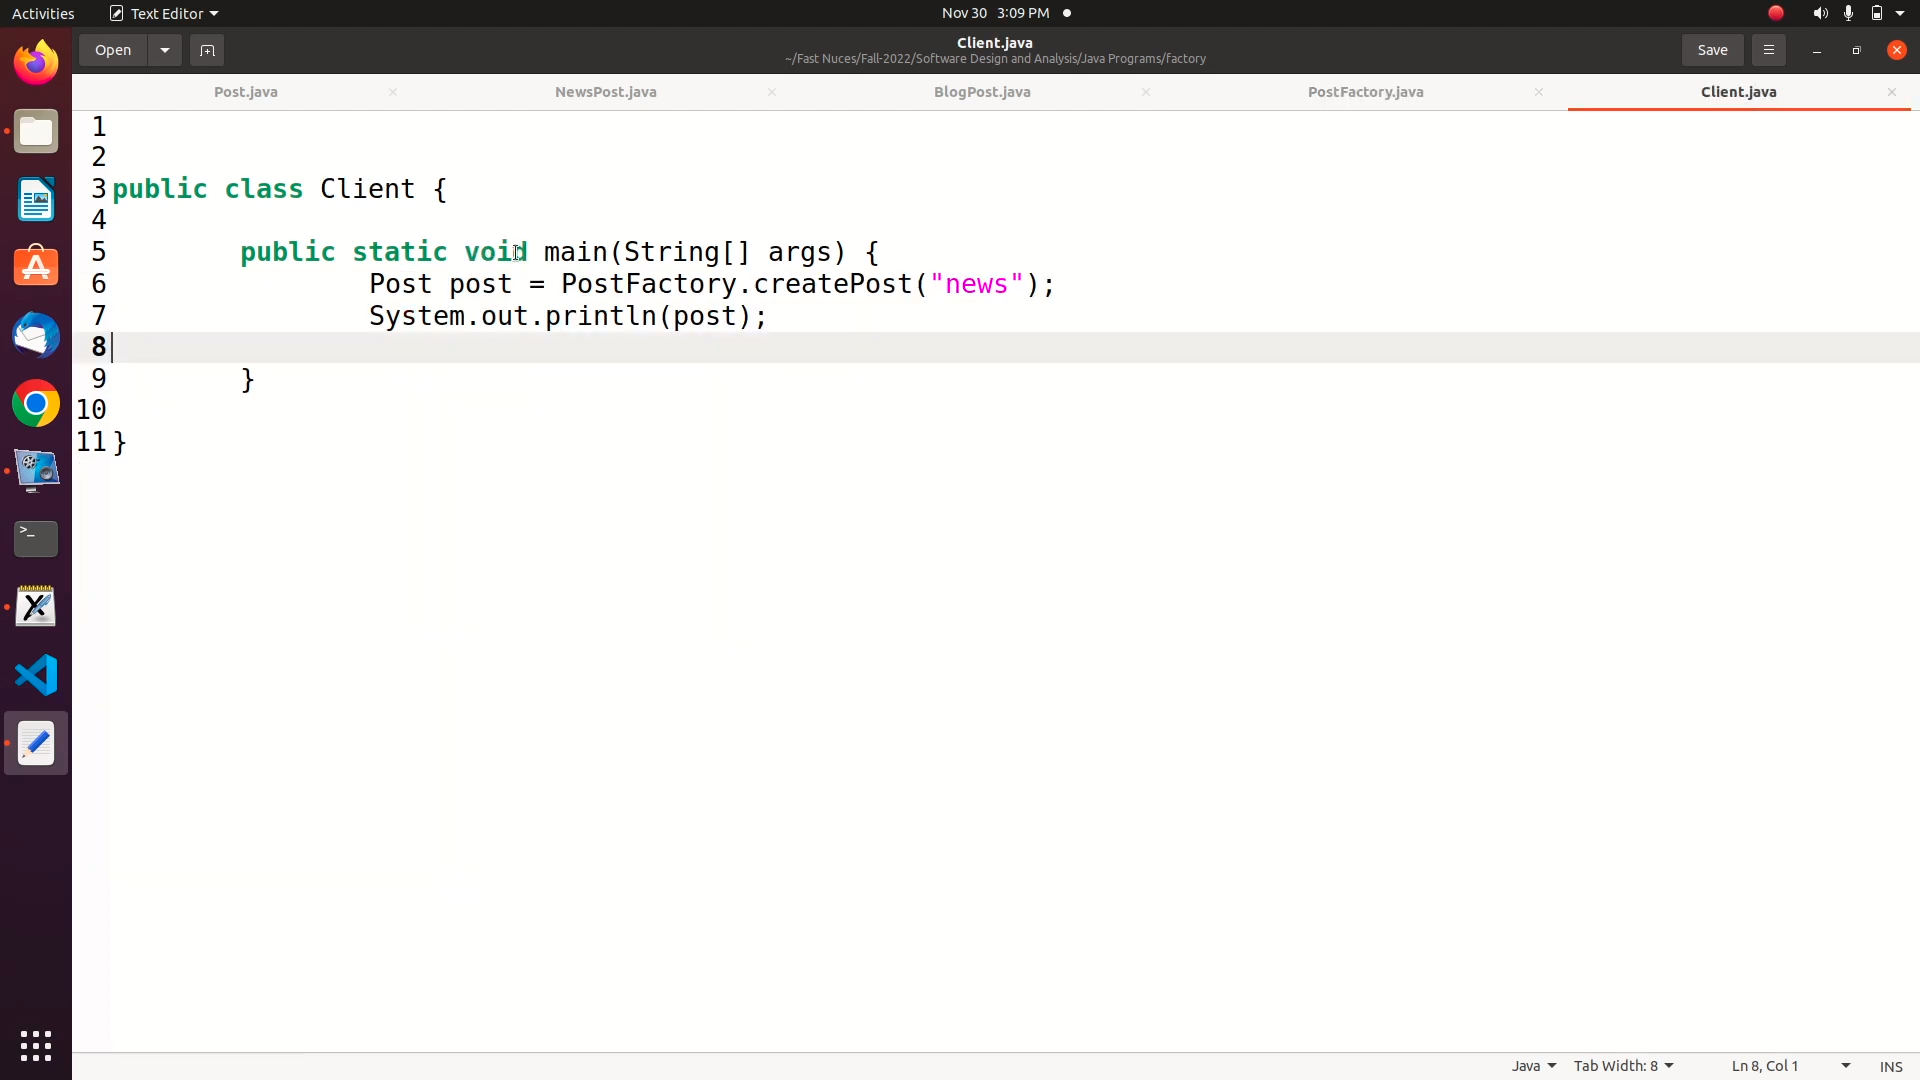 Activities Text Editor Nov 30 3:09 PM
Open Client.java Save
~/Fast Nuces/Fall-2022/Software Design and Analysis/Java Programs/factory
Post.java NewsPost.java BlogPost.java PostFactory.java Client.java
1
2
3 public class Client {
4
5 public static void main(String[] args) {
6 Post post = PostFactory.createPost("news");
7 System.out.println(post);
8
9 }
10
11 }
Java Tab Width: 8 Ln 8, Col 1 INS